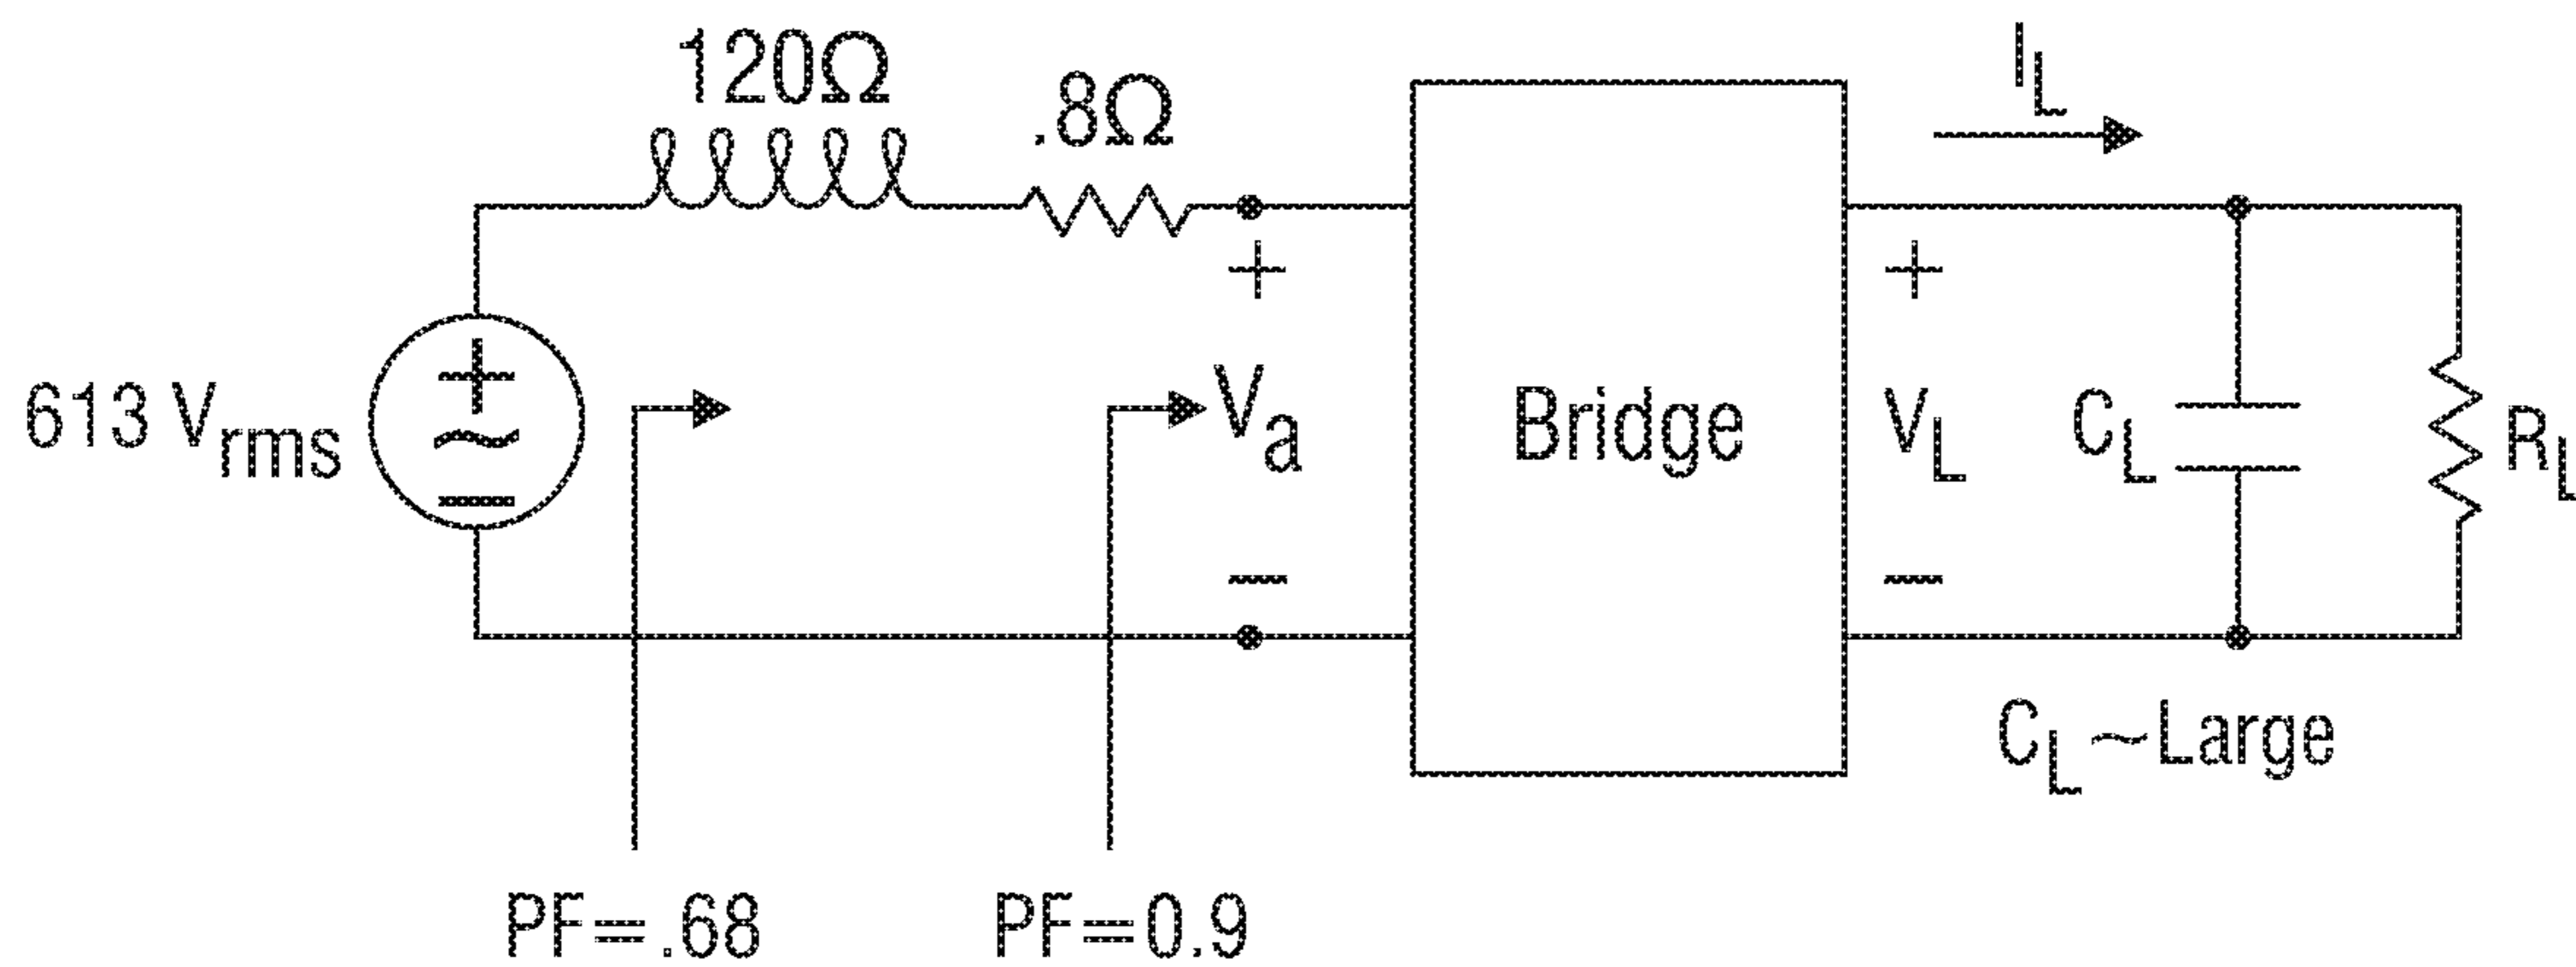 120Ω
.8Ω
I_L
613 V_rms
+
~
−
+
V_a
−
Bridge
+
V_L
−
C_L
R_L
C_L ~Large
PF=.68
PF=0.9